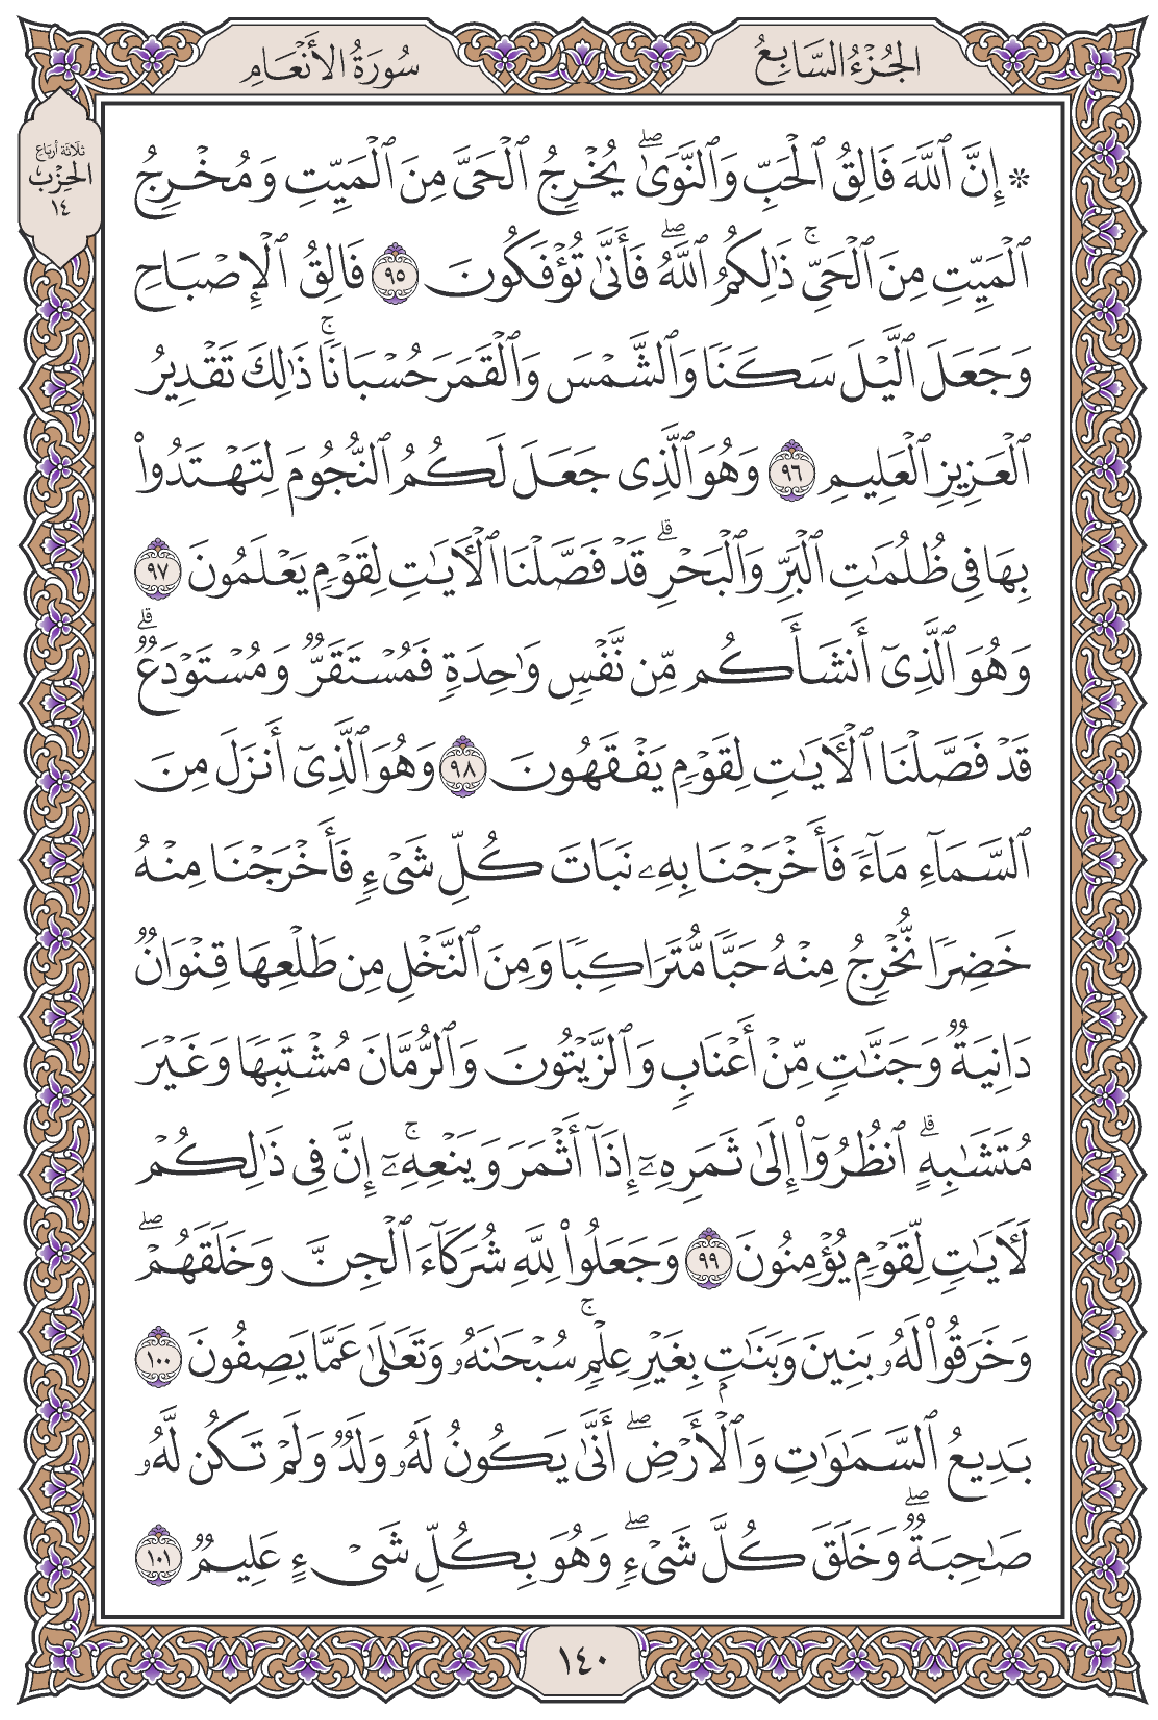 الجُزْءُ السَّابِعُ
سُورَةُ الأَنْعَامِ
ثلاثة أرباع
الحِزْب
١٤
۞ إِنَّ ٱللَّهَ فَالِقُ ٱلْحَبِّ وَٱلنَّوَىٰۖ يُخْرِجُ ٱلْحَىَّ مِنَ ٱلْمَيِّتِ وَمُخْرِجُ
ٱلْمَيِّتِ مِنَ ٱلْحَىِّۚ ذَٰلِكُمُ ٱللَّهُۖ فَأَنَّىٰ تُؤْفَكُونَ ٩٥ فَالِقُ ٱلْإِصْبَاحِ
وَجَعَلَ ٱلَّيْلَ سَكَنًا وَٱلشَّمْسَ وَٱلْقَمَرَ حُسْبَانًاۚ ذَٰلِكَ تَقْدِيرُ
ٱلْعَزِيزِ ٱلْعَلِيمِ ٩٦ وَهُوَ ٱلَّذِى جَعَلَ لَكُمُ ٱلنُّجُومَ لِتَهْتَدُوا۟
بِهَا فِى ظُلُمَٰتِ ٱلْبَرِّ وَٱلْبَحْرِۗ قَدْ فَصَّلْنَا ٱلْـَٔايَٰتِ لِقَوْمٍ يَعْلَمُونَ ٩٧
وَهُوَ ٱلَّذِىٓ أَنشَأَكُم مِّن نَّفْسٍ وَٰحِدَةٍ فَمُسْتَقَرٌّ وَمُسْتَوْدَعٌۗ
قَدْ فَصَّلْنَا ٱلْـَٔايَٰتِ لِقَوْمٍ يَفْقَهُونَ ٩٨ وَهُوَ ٱلَّذِىٓ أَنزَلَ مِنَ
ٱلسَّمَآءِ مَآءً فَأَخْرَجْنَا بِهِۦ نَبَاتَ كُلِّ شَىْءٍ فَأَخْرَجْنَا مِنْهُ
خَضِرًا نُّخْرِجُ مِنْهُ حَبًّا مُّتَرَاكِبًا وَمِنَ ٱلنَّخْلِ مِن طَلْعِهَا قِنْوَانٌ
دَانِيَةٌ وَجَنَّٰتٍ مِّنْ أَعْنَابٍ وَٱلزَّيْتُونَ وَٱلرُّمَّانَ مُشْتَبِهًا وَغَيْرَ
مُتَشَٰبِهٍۗ ٱنظُرُوٓا۟ إِلَىٰ ثَمَرِهِۦٓ إِذَآ أَثْمَرَ وَيَنْعِهِۦٓۚ إِنَّ فِى ذَٰلِكُمْ
لَـَٔايَٰتٍ لِّقَوْمٍ يُؤْمِنُونَ ٩٩ وَجَعَلُوا۟ لِلَّهِ شُرَكَآءَ ٱلْجِنَّ وَخَلَقَهُمْۖ
وَخَرَقُوا۟ لَهُۥ بَنِينَ وَبَنَٰتٍۭ بِغَيْرِ عِلْمٍۚ سُبْحَٰنَهُۥ وَتَعَٰلَىٰ عَمَّا يَصِفُونَ ١٠٠
بَدِيعُ ٱلسَّمَٰوَٰتِ وَٱلْأَرْضِۖ أَنَّىٰ يَكُونُ لَهُۥ وَلَدٌ وَلَمْ تَكُن لَّهُۥ
صَٰحِبَةٌۖ وَخَلَقَ كُلَّ شَىْءٍۖ وَهُوَ بِكُلِّ شَىْءٍ عَلِيمٌ ١٠١
١٤٠